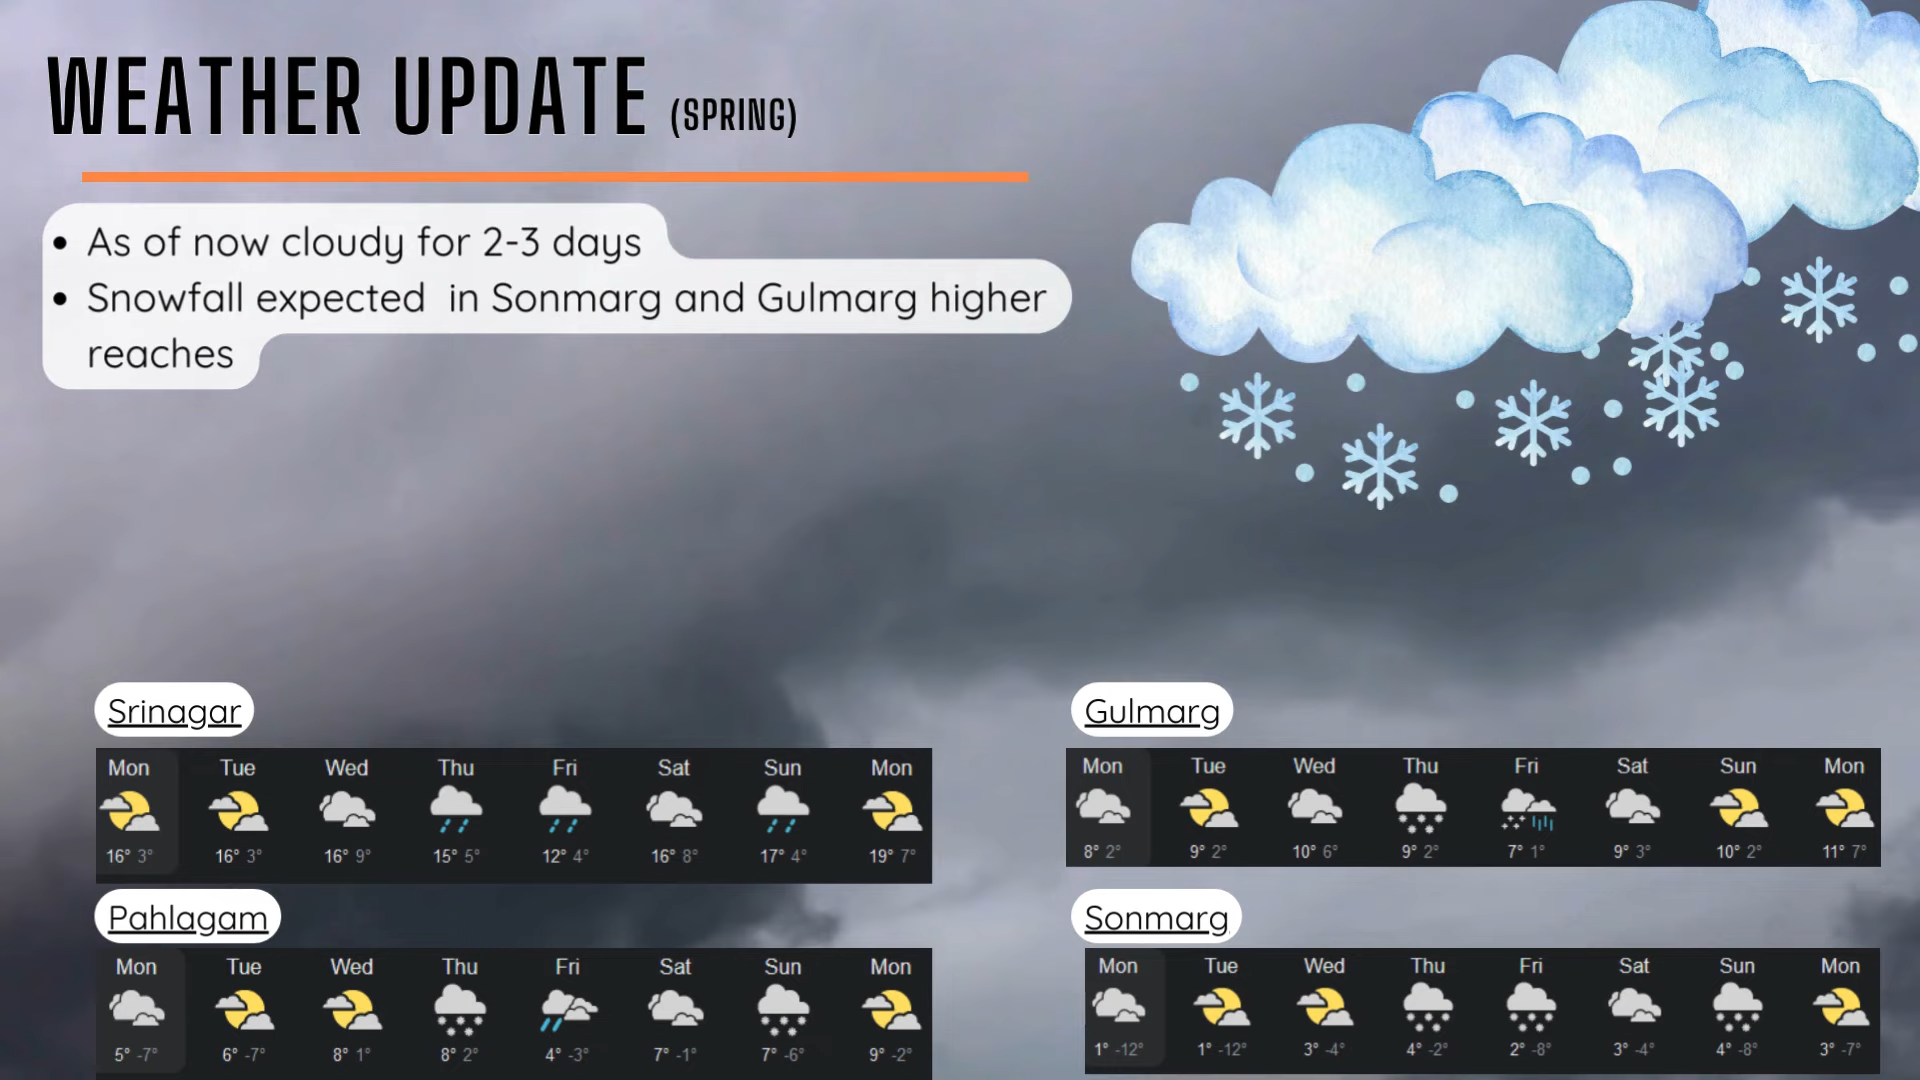 WEATHER UPDATE (SPRING)
• As of now cloudy for 2-3 days
• Snowfall expected in Sonmarg and Gulmarg higher
reaches
Srinagar
Mon Tue Wed Thu Fri Sat Sun Mon
16° 3° 16° 3° 16° 9° 15° 5° 12° 4° 16° 8° 17° 4° 19° 7°
Gulmarg
Mon Tue Wed Thu Fri Sat Sun Mon
8° 2° 9° 2° 10° 6° 9° 2° 7° 1° 9° 3° 10° 2° 11° 7°
Pahlagam
Mon Tue Wed Thu Fri Sat Sun Mon
5° -7° 6° -7° 8° 1° 8° 2° 4° -3° 7° -1° 7° -6° 9° -2°
Sonmarg
Mon Tue Wed Thu Fri Sat Sun Mon
1° -12° 1° -12° 3° -4° 4° -2° 2° -8° 3° -4° 4° -8° 3° -7°